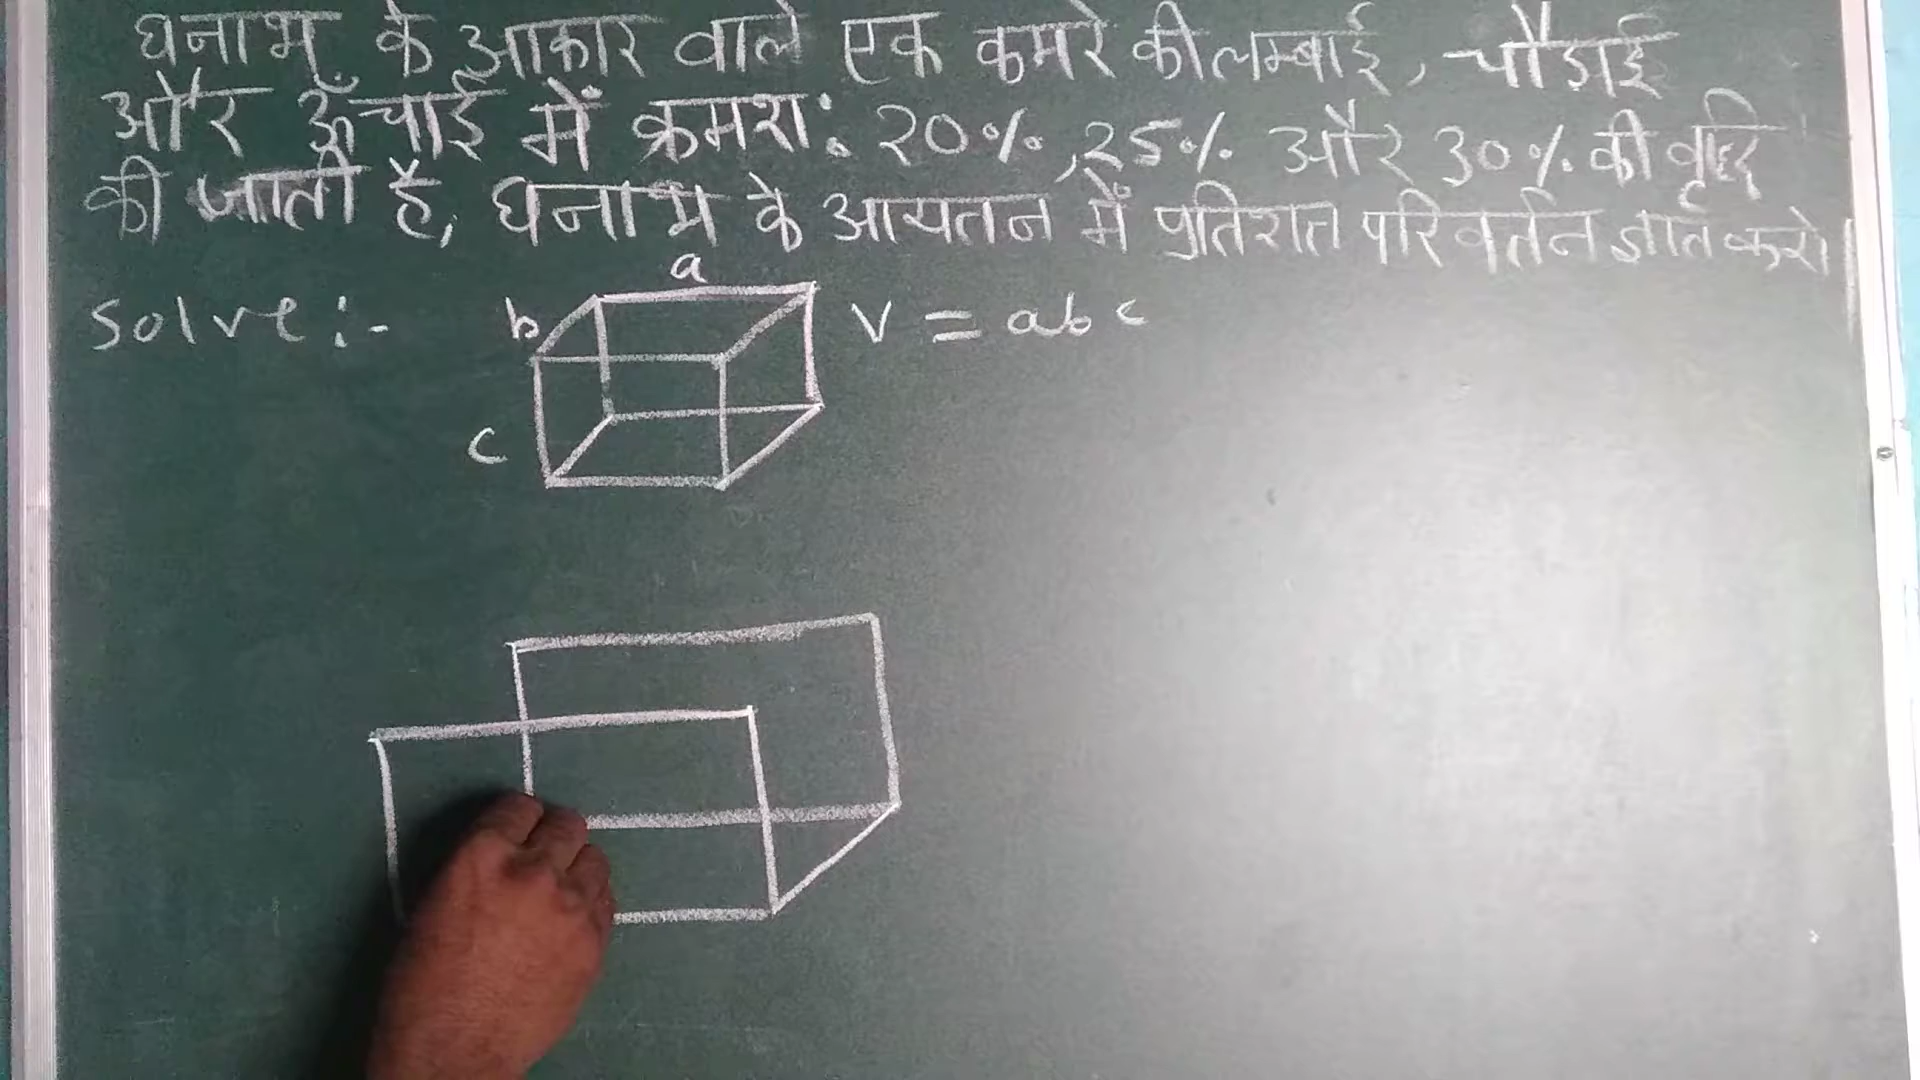 घनाभ के आकार वाले एक कमरे की लम्बाई, चौडाई
और ऊँचाई में क्रमश: 20%, 25% और 30% की वृद्धि
की जाती है, घनाभ के आयतन में प्रतिशत परिवर्तन ज्ञात करो।
Solve :-
a
b
V = abc
c